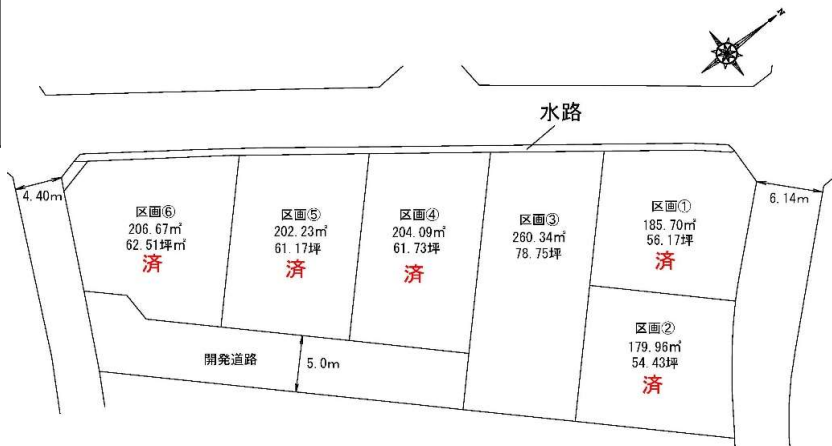 N
水路
4.40m
6.14m
区画⑥
206.67㎡
62.51坪㎡
済
区画⑤
202.23㎡
61.17坪
済
区画④
204.09㎡
61.73坪
済
区画③
260.34㎡
78.75坪
区画①
185.70㎡
56.17坪
済
区画②
179.96㎡
54.43坪
済
開発道路
5.0m